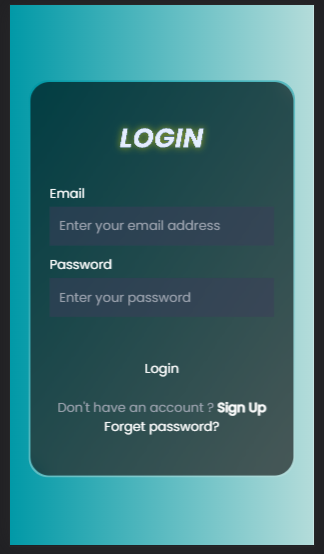 LOGIN
Email
Enter your email address
Password
Enter your password
Login
Don't have an account ? Sign Up
Forget password?